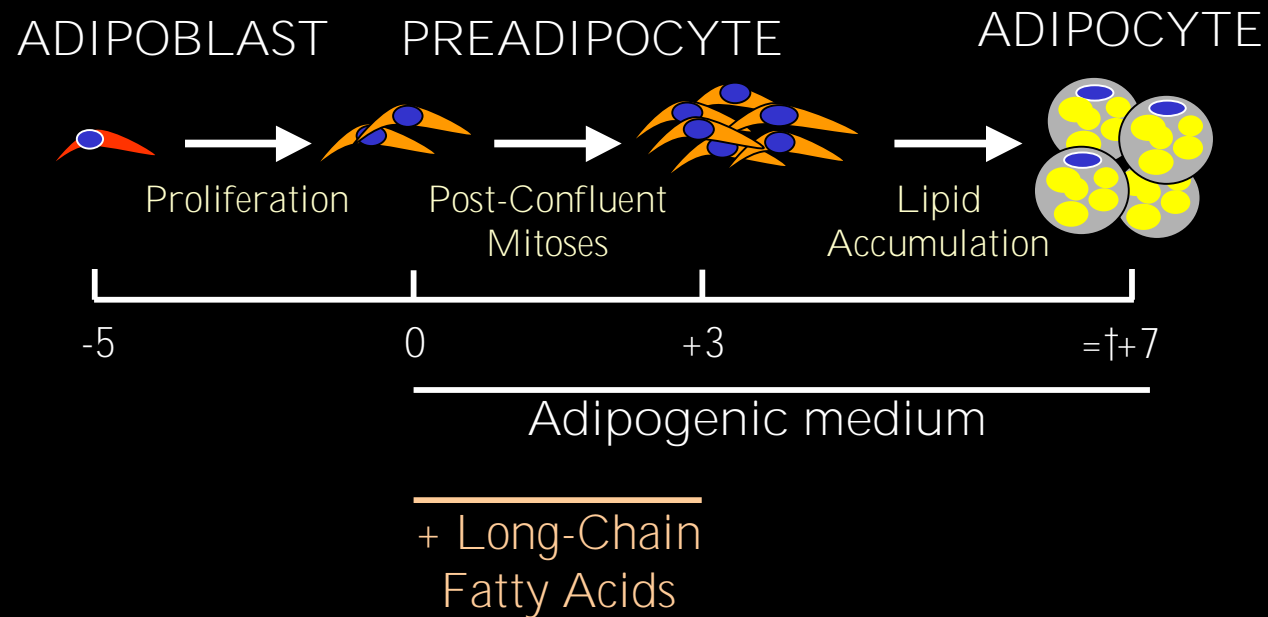 ADIPOBLAST PREADIPOCYTE ADIPOCYTE
Proliferation
Post-Confluent
Mitoses
Lipid
Accumulation
-5 0 +3 =†+7
Adipogenic medium
+ Long-Chain
Fatty Acids